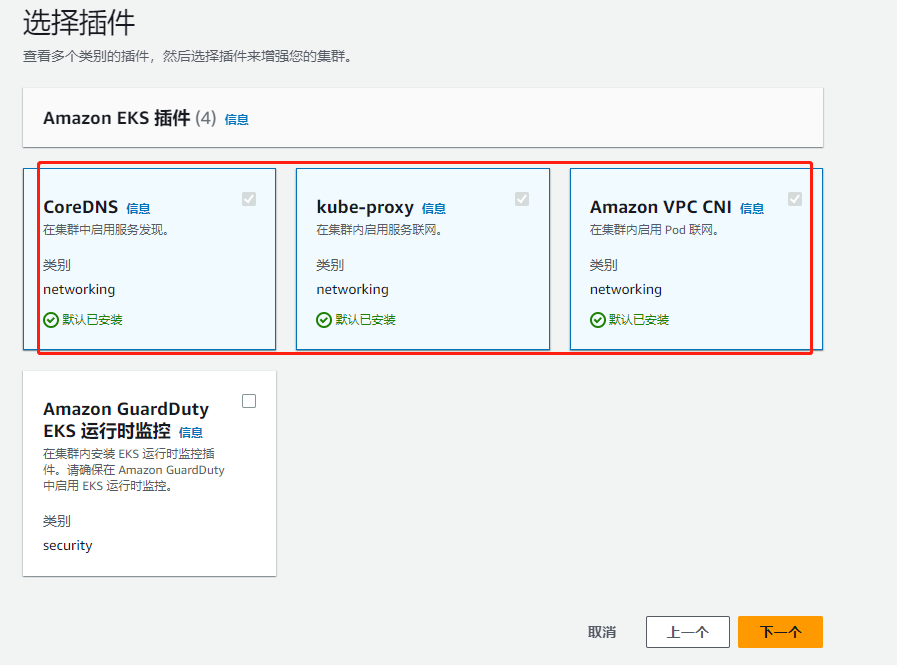 选择插件
查看多个类别的插件，然后选择插件来增强您的集群。
Amazon EKS 插件 (4) 信息
CoreDNS 信息
在集群中启用服务发现。
类别
networking
默认已安装
kube-proxy 信息
在集群内启用服务联网。
类别
networking
默认已安装
Amazon VPC CNI 信息
在集群内启用 Pod 联网。
类别
networking
默认已安装
Amazon GuardDuty
EKS 运行时监控 信息
在集群内安装 EKS 运行时监控插
件。请确保在 Amazon GuardDuty
中启用 EKS 运行时监控。
类别
security
取消
上一个
下一个